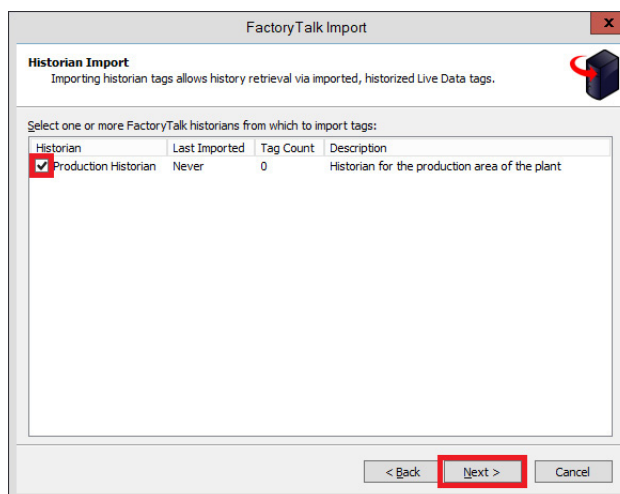 FactoryTalk Import
x
Historian Import
Importing historian tags allows history retrieval via imported, historized Live Data tags.
Select one or more FactoryTalk historians from which to import tags:
Historian Last Imported Tag Count Description
Production Historian Never 0 Historian for the production area of the plant
< Back Next > Cancel